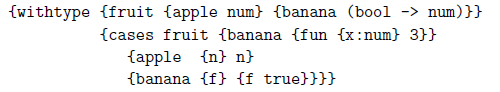 {withtype {fruit {apple num} {banana (bool -> num)}}
{cases fruit {banana {fun {x:num} 3}}
{apple {n} n}
{banana {f} {f true}}}}